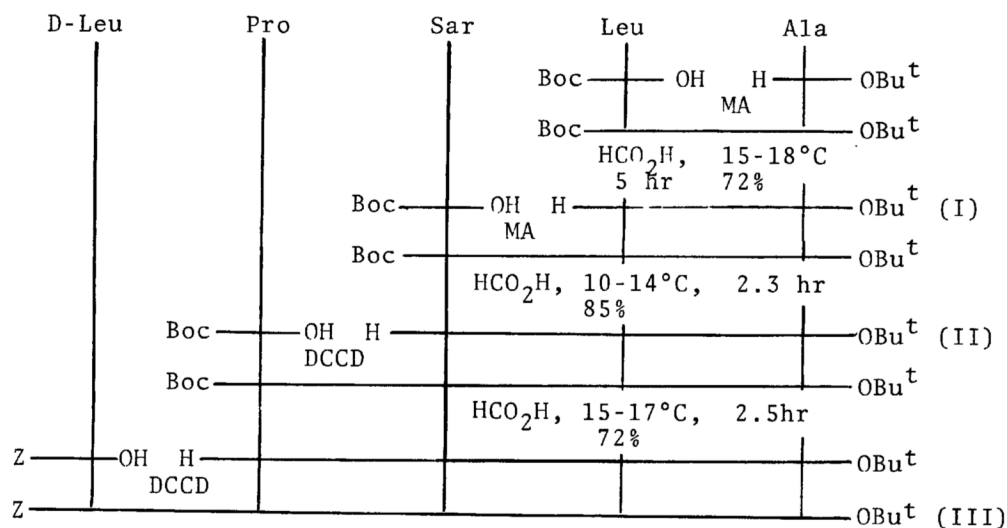 D-Leu Pro Sar Leu Ala
Boc OH H OBuᵗ
MA
Boc OBuᵗ
HCO₂H, 15-18°C
5 hr 72%
Boc OH H OBuᵗ (I)
MA
Boc OBuᵗ
HCO₂H, 10-14°C, 2.3 hr
85%
Boc OH H OBuᵗ (II)
DCCD
Boc OBuᵗ
HCO₂H, 15-17°C, 2.5hr
72%
Z OH H OBuᵗ
DCCD
Z OBuᵗ (III)